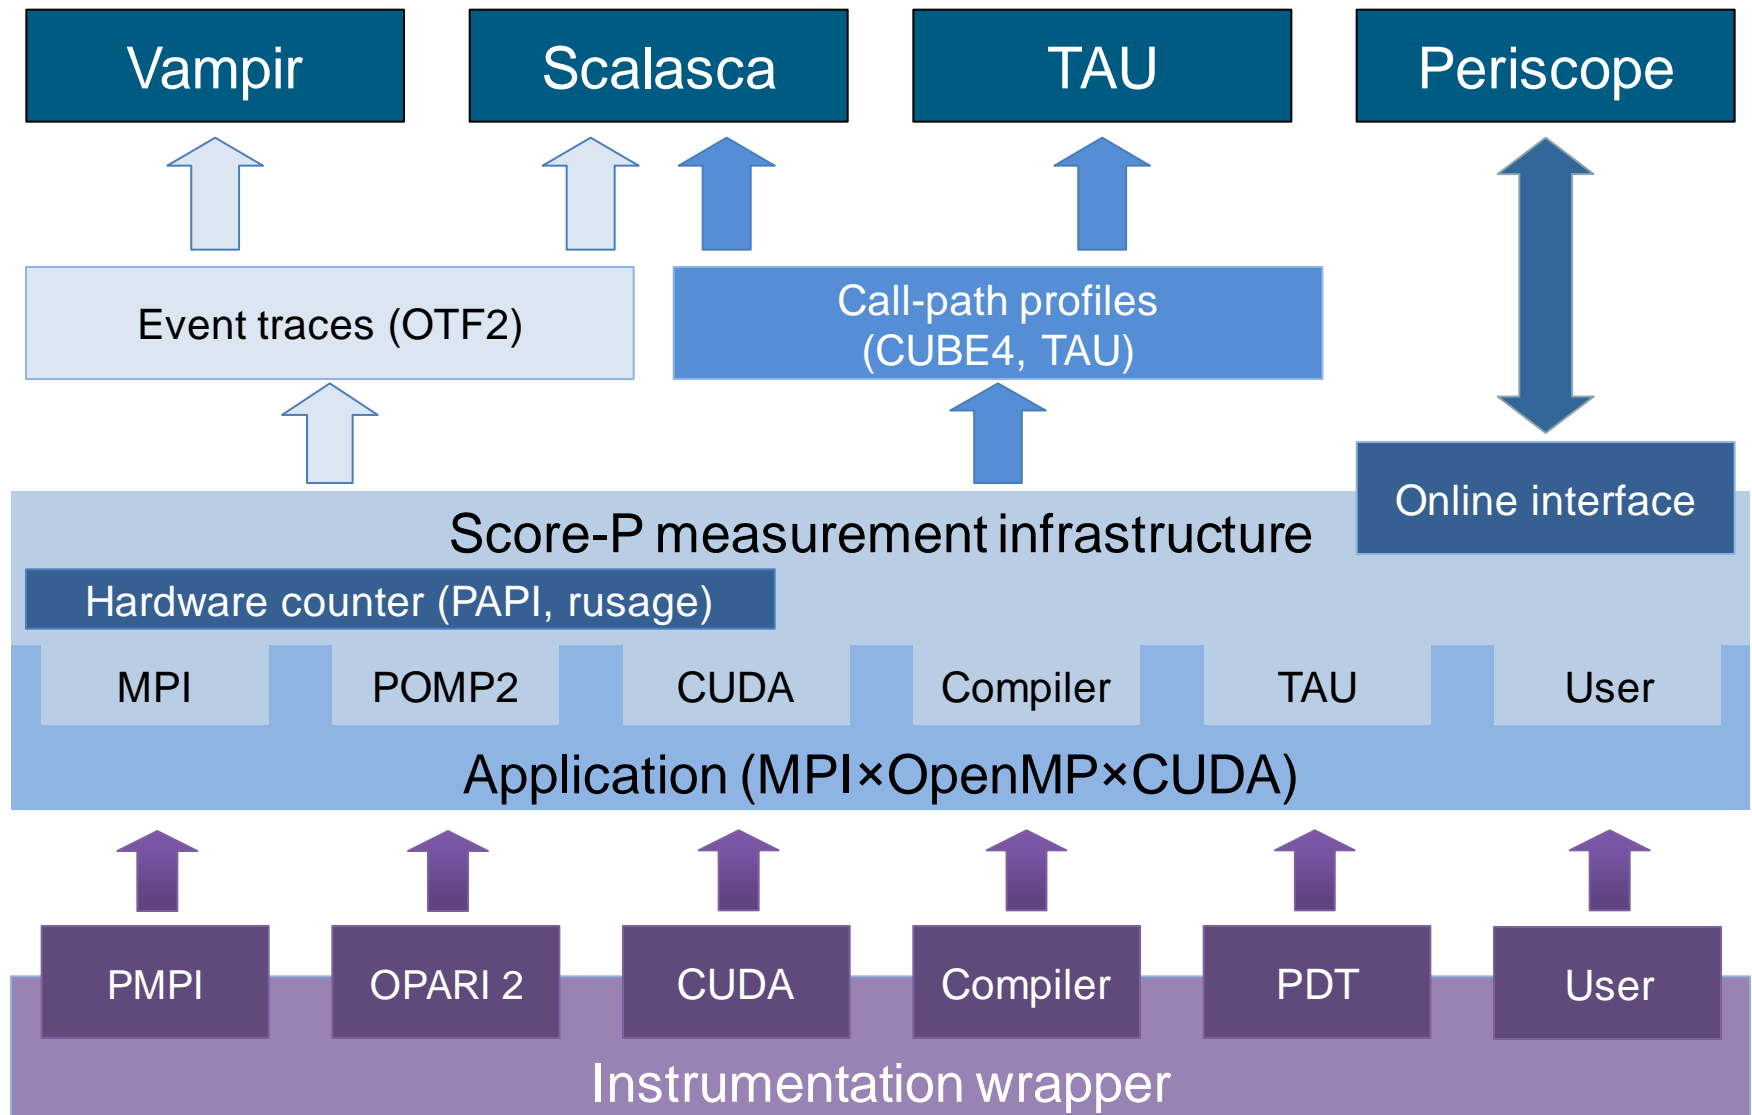 Vampir
Scalasca
TAU
Periscope
Event traces (OTF2)
Call-path profiles
(CUBE4, TAU)
Online interface
Score-P measurement infrastructure
Hardware counter (PAPI, rusage)
MPI
POMP2
CUDA
Compiler
TAU
User
Application (MPI×OpenMP×CUDA)
PMPI
OPARI 2
CUDA
Compiler
PDT
User
Instrumentation wrapper